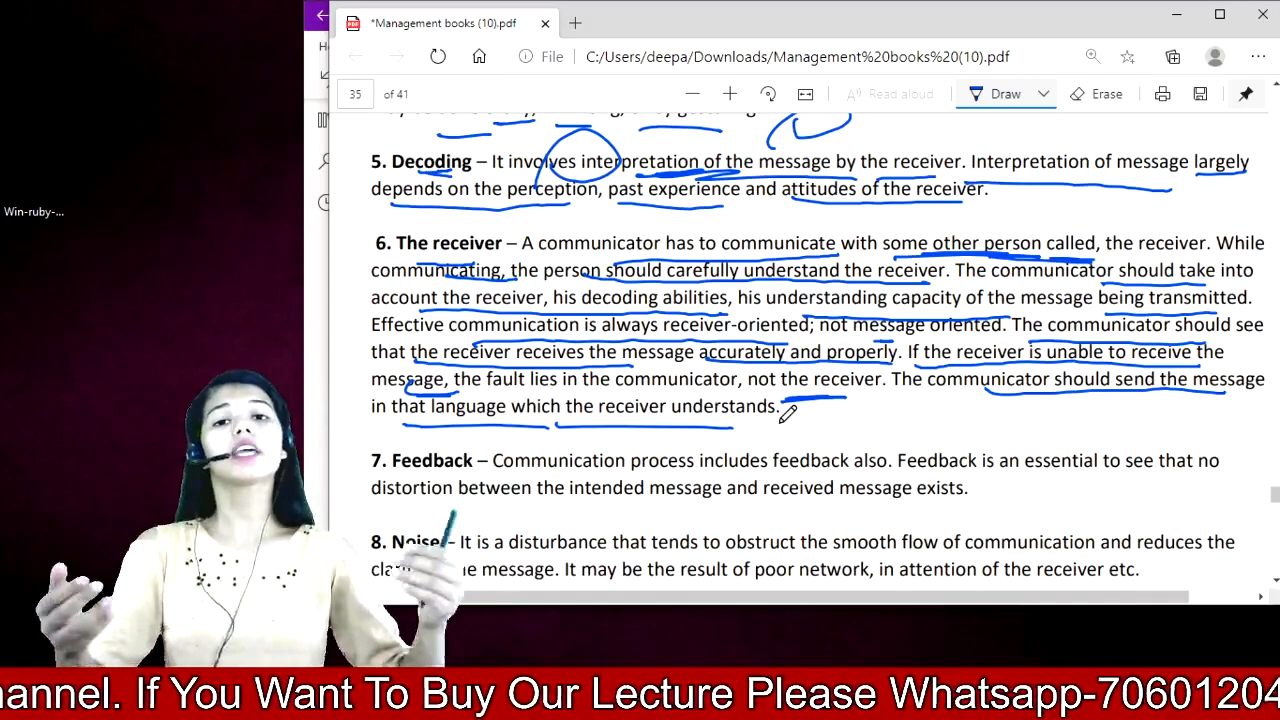 *Management books (10).pdf
File C:/Users/deepa/Downloads/Management%20books%20(10).pdf
35 of 41 Read aloud Draw Erase
5. Decoding – It involves interpretation of the message by the receiver. Interpretation of message largely
depends on the perception, past experience and attitudes of the receiver.
6. The receiver – A communicator has to communicate with some other person called, the receiver. While
communicating, the person should carefully understand the receiver. The communicator should take into
account the receiver, his decoding abilities, his understanding capacity of the message being transmitted.
Effective communication is always receiver-oriented; not message oriented. The communicator should see
that the receiver receives the message accurately and properly. If the receiver is unable to receive the
message, the fault lies in the communicator, not the receiver. The communicator should send the message
in that language which the receiver understands.
Win-ruby-...
7. Feedback – Communication process includes feedback also. Feedback is an essential to see that no
distortion between the intended message and received message exists.
8. Noise – It is a disturbance that tends to obstruct the smooth flow of communication and reduces the
message. It may be the result of poor network, in attention of the receiver etc.
hannel. If You Want To Buy Our Lecture Please Whatsapp-70601204